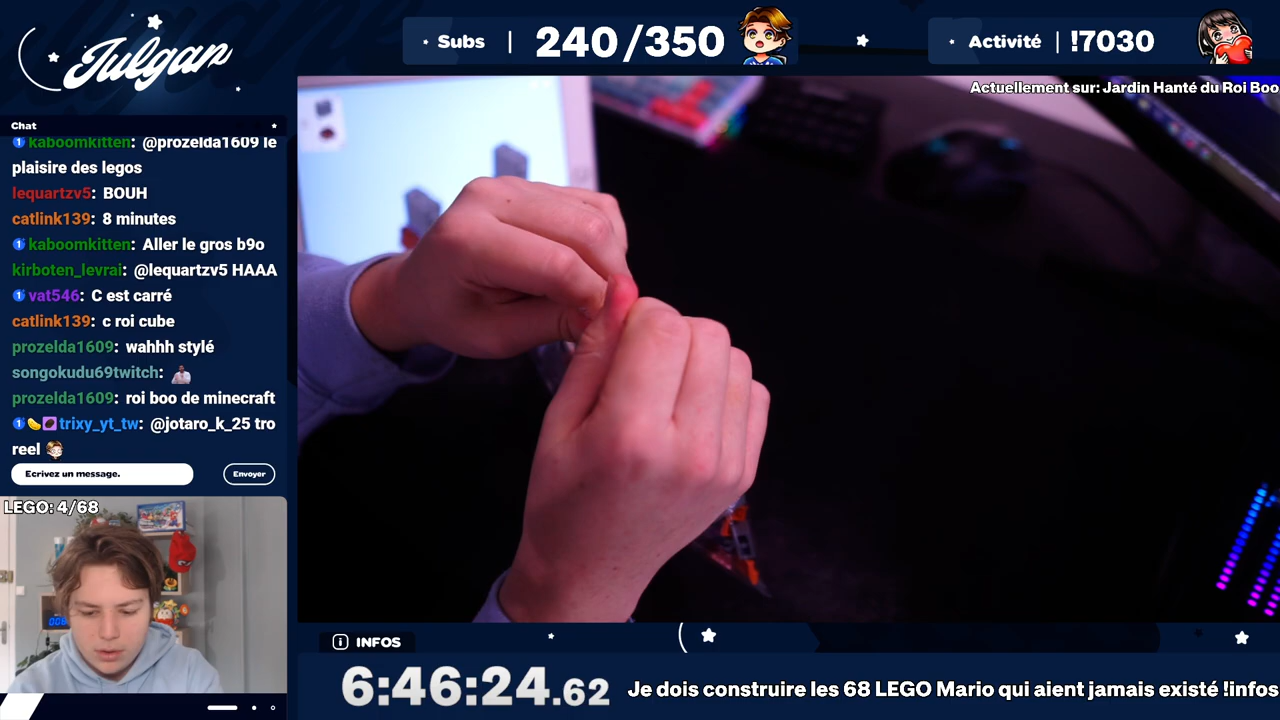 Julgar
Subs | 240/350
Activité | !7030
Actuellement sur: Jardin Hanté du Roi Boo
Chat
kaboomkitten: @prozelda1609 le
plaisire des legos
lequartzv5: BOUH
catlink139: 8 minutes
kaboomkitten: Aller le gros b9o
kirboten_levrai: @lequartzv5 HAAA
vat546: C est carré
catlink139: c roi cube
prozelda1609: wahhh stylé
songokudu69twitch:
prozelda1609: roi boo de minecraft
trixy_yt_tw: @jotaro_k_25 tro
reel
Ecrivez un message.
Envoyer
LEGO: 4/68
INFOS
6:46:24.62
Je dois construire les 68 LEGO Mario qui aient jamais existé !infos